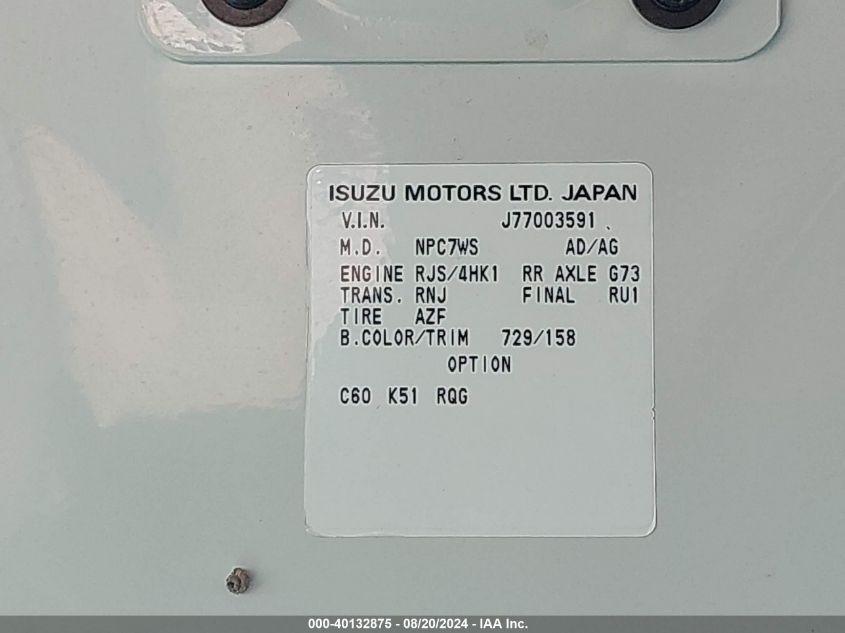 ISUZU MOTORS LTD. JAPAN
V.I.N. J77003591
M.D. NPC7WS AD/AG
ENGINE RJS/4HK1 RR AXLE G73
TRANS. RNJ FINAL RU1
TIRE AZF
B.COLOR/TRIM 729/158
OPTION
C60 K51 RQG
000-40132875 - 08/20/2024 - IAA Inc.